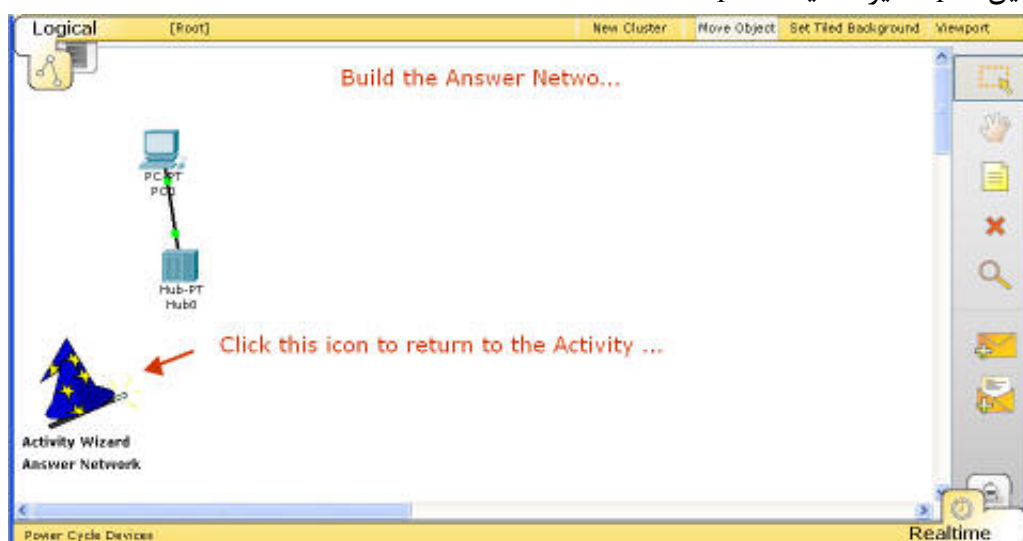 Logical [Root] New Cluster Move Object Set Tiled Background Viewport
Build the Answer Netwo...
PC-PT
Hub-PT
Hub0
Click this icon to return to the Activity ...
Activity Wizard
Answer Network
Power Cycle Devices Realtime